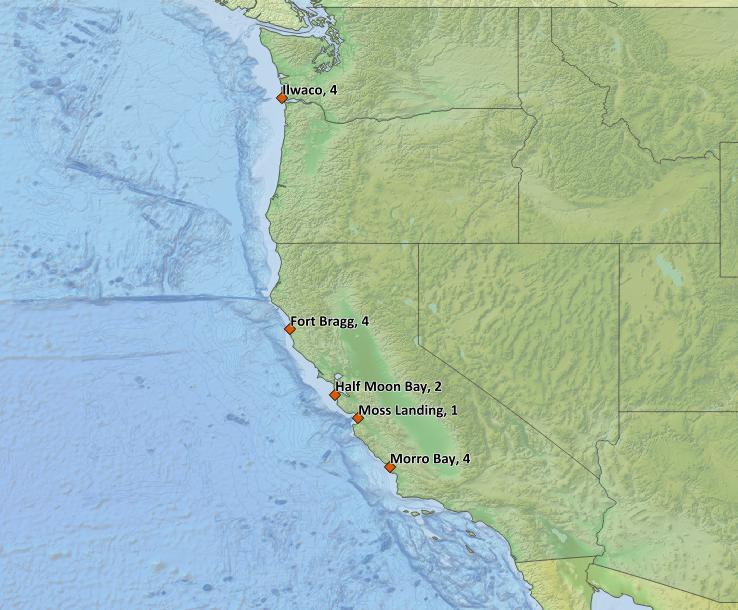 Ilwaco, 4
Fort Bragg, 4
Half Moon Bay, 2
Moss Landing, 1
Morro Bay, 4